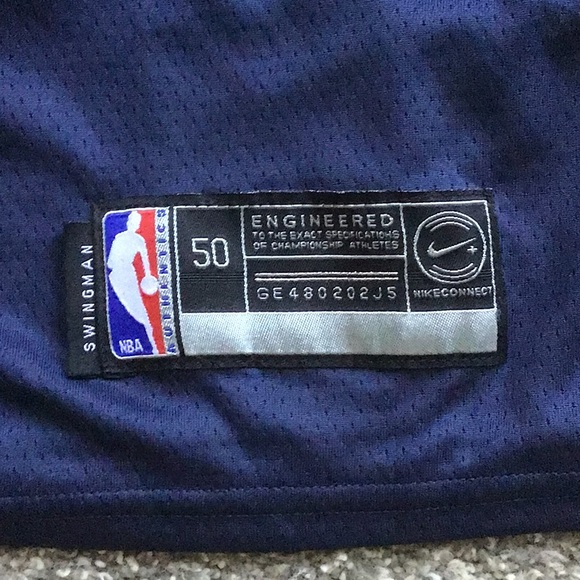 SWINGMAN
NBA
AUTHENTICS
50
ENGINEERED
TO THE EXACT SPECIFICATIONS
OF CHAMPIONSHIP ATHLETES
GE480202J5
NIKECONNECT